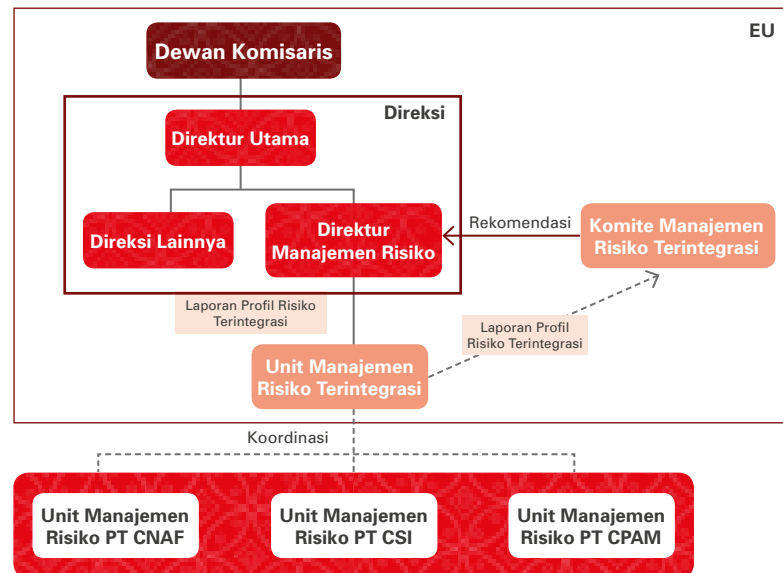 EU
Dewan Komisaris
Direksi
Direktur Utama
Direksi Lainnya
Direktur
Manajemen Risiko
Rekomendasi
Komite Manajemen
Risiko Terintegrasi
Laporan Profil Risiko
Terintegrasi
Laporan Profil
Risiko Terintegrasi
Unit Manajemen
Risiko Terintegrasi
Koordinasi
Unit Manajemen
Risiko PT CNAF
Unit Manajemen
Risiko PT CSI
Unit Manajemen
Risiko PT CPAM